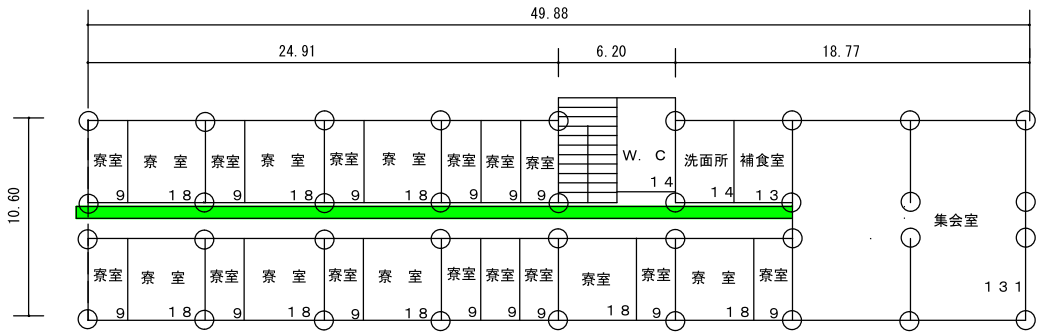 49.88
24.91
6.20
18.77
10.60
寮室 寮 室 寮室 寮 室 寮室 寮 室 寮室 寮室 寮室 W. C 洗面所 補食室
9 18 9 18 9 18 9 9 9 14 14 13
集会室
寮室 寮 室 寮室 寮 室 寮室 寮 室 寮室 寮室 寮室 寮室 寮室 寮 室 寮室
9 18 9 18 9 18 9 9 9 18 9 18 9
131